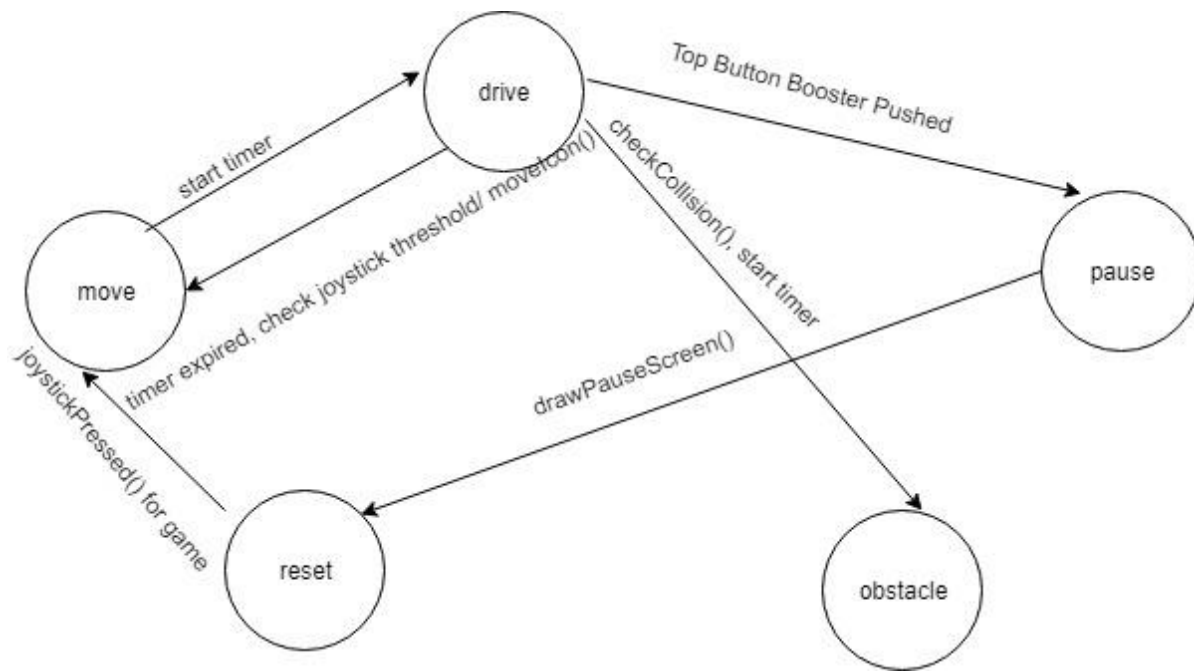 drive
Top Button Booster Pushed
start timer
checkCollision(), start timer
timer expired, check joystick threshold/ moveIcon()
move
pause
drawPauseScreen()
joystickPressed() for game
reset
obstacle